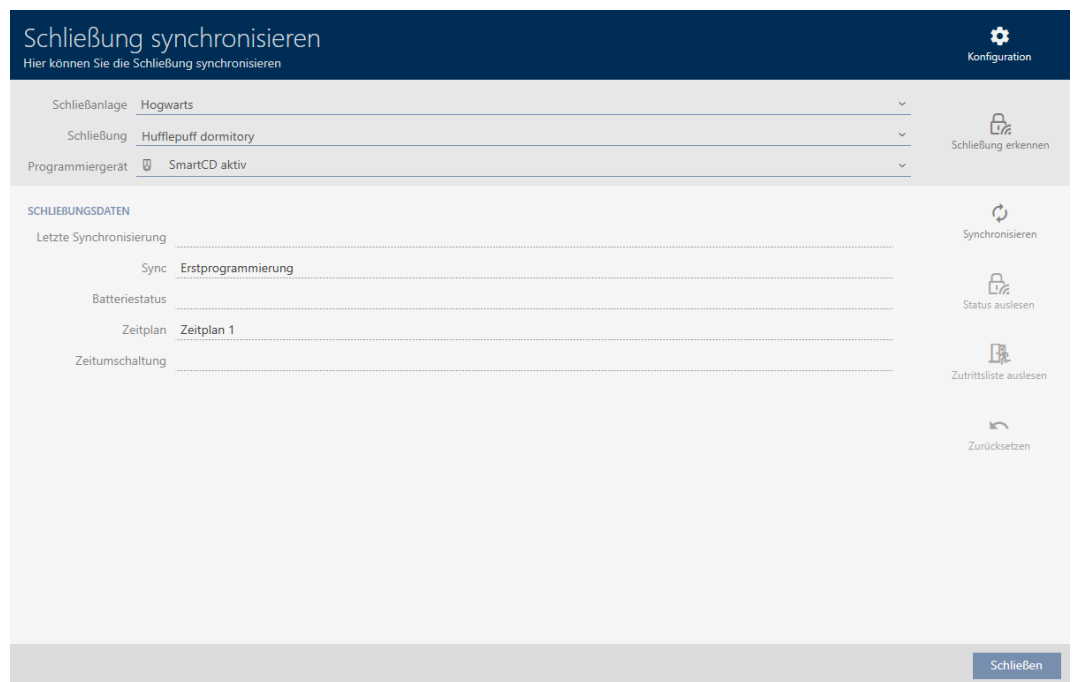 Schließung synchronisieren
Hier können Sie die Schließung synchronisieren
Konfiguration
Schließanlage Hogwarts
Schließung Hufflepuff dormitory
Programmiergerät SmartCD aktiv
Schließung erkennen
SCHLIEßUNGSDATEN
Letzte Synchronisierung
Sync Erstprogrammierung
Batteriestatus
Zeitplan Zeitplan 1
Zeitumschaltung
Synchronisieren
Status auslesen
Zutrittsliste auslesen
Zurücksetzen
Schließen